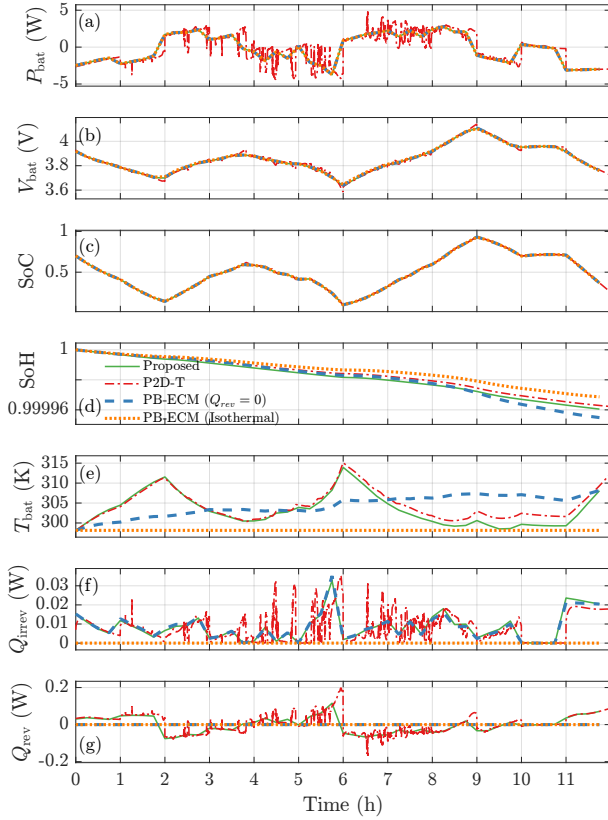 (a)
P_bat (W)
5
0
-5
(b)
V_bat (V)
4
3.8
3.6
(c)
SoC
0.5
SoH
1
0.99996
(d)
Proposed
P2D-T
PB-ECM (Q_rev = 0)
PB-ECM (Isothermal)
(e)
T_bat (K)
315
310
305
300
(f)
Q_irrev (W)
0.03
0.02
0.01
0
(g)
Q_rev (W)
0.2
0
-0.2
0 1 2 3 4 5 6 7 8 9 10 11
Time (h)